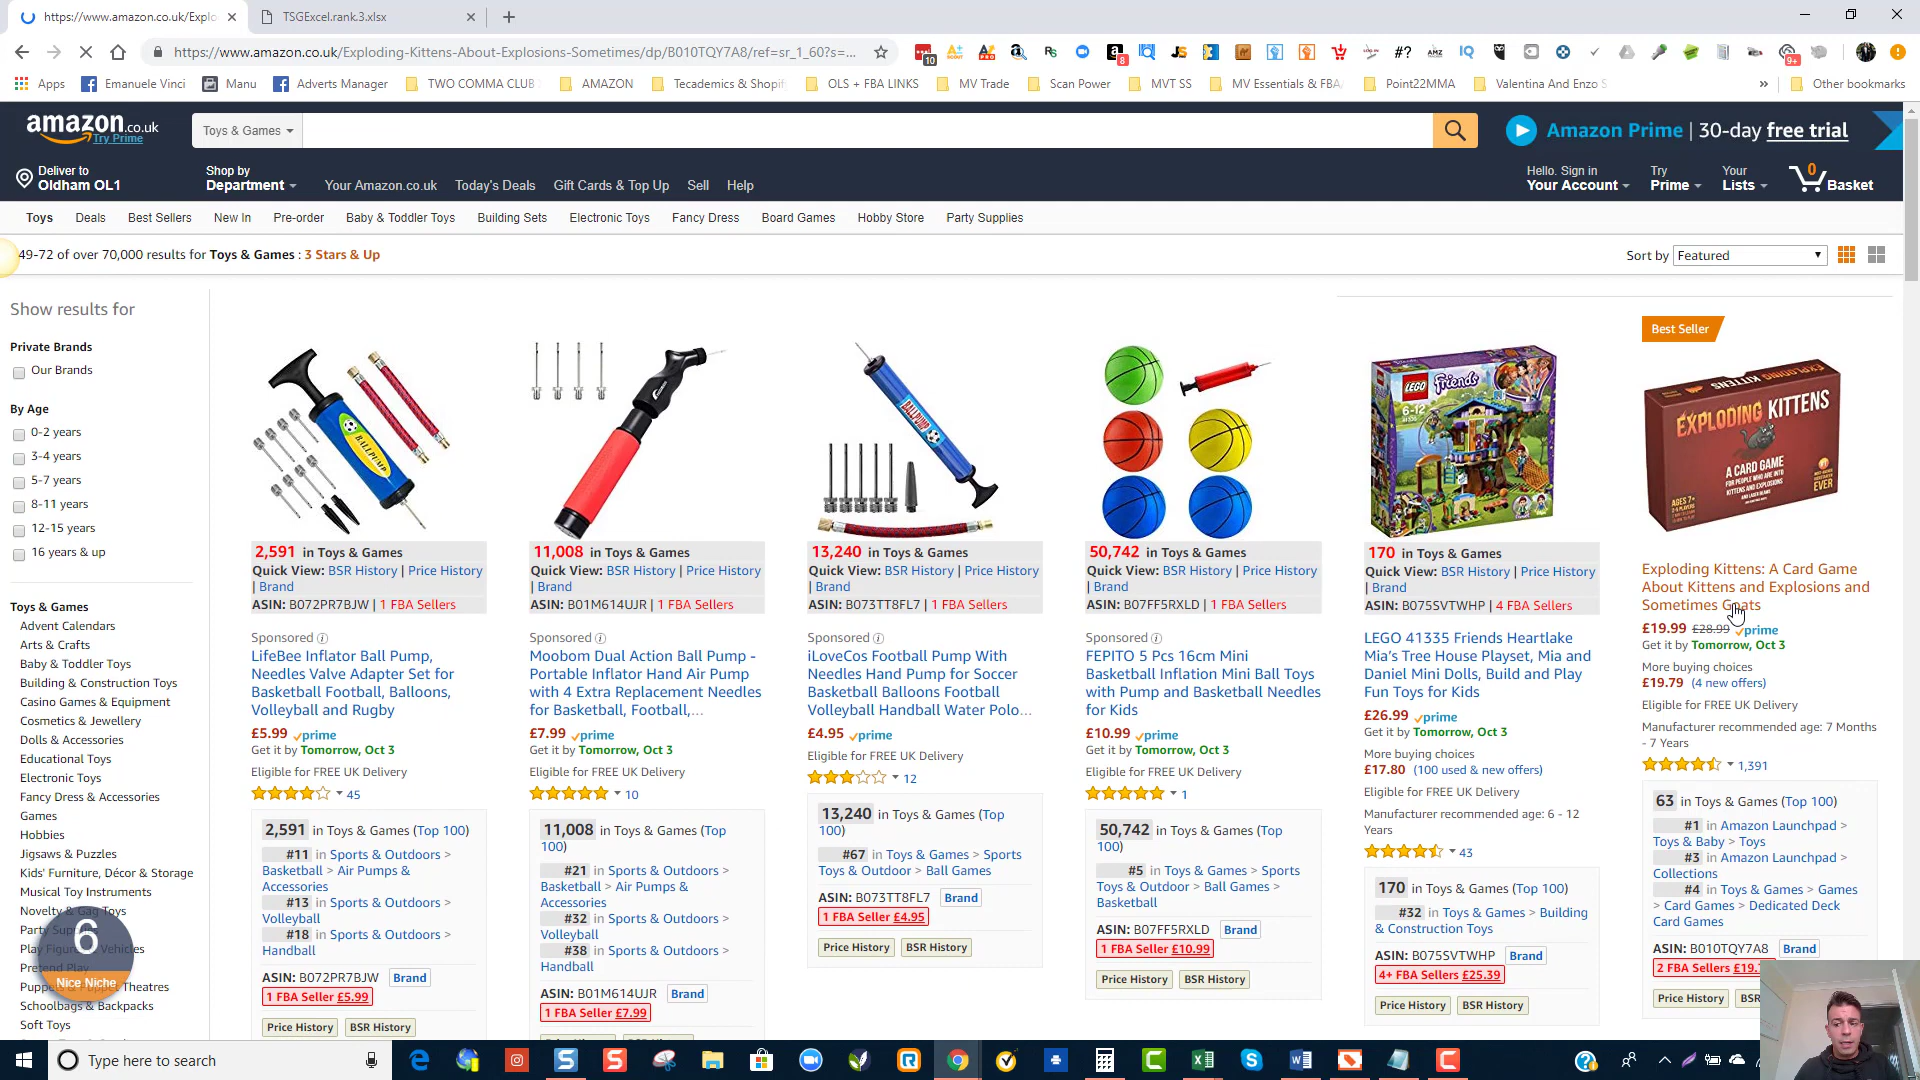 https://www.amazon.co.uk/Explo
TSGExcel.rank.3.xlsx
https://www.amazon.co.uk/Exploding-Kittens-About-Explosions-Sometimes/dp/B010TQY7A8/ref=sr_1_60?s=...
Apps
Emanuele Vinci
Manu
Adverts Manager
TWO COMMA CLUB
AMAZON
Tecademics & Shopif
OLS + FBA LINKS
MV Trade
Scan Power
MVT SS
MV Essentials & FBA
Point22MMA
Valentina And Enzo S
Other bookmarks
amazon.co.uk
Try Prime
Toys & Games
Amazon Prime | 30-day free trial
Deliver to
Oldham OL1
Shop by
Department
Your Amazon.co.uk
Today's Deals
Gift Cards & Top Up
Sell
Help
Hello. Sign in
Your Account
Try
Prime
Your
Lists
0
Basket
Toys
Deals
Best Sellers
New In
Pre-order
Baby & Toddler Toys
Building Sets
Electronic Toys
Fancy Dress
Board Games
Hobby Store
Party Supplies
49-72 of over 70,000 results for Toys & Games : 3 Stars & Up
Sort by
Featured
Show results for
Private Brands
Our Brands
By Age
0-2 years
3-4 years
5-7 years
8-11 years
12-15 years
16 years & up
Toys & Games
Advent Calendars
Arts & Crafts
Baby & Toddler Toys
Building & Construction Toys
Casino Games & Equipment
Cosmetics & Jewellery
Dolls & Accessories
Educational Toys
Electronic Toys
Fancy Dress & Accessories
Games
Hobbies
Jigsaws & Puzzles
Kids' Furniture, Décor & Storage
Musical Toy Instruments
Novelty & Gag Toys
Schoolbags & Backpacks
Soft Toys
6
Nice Niche
BALL PUMP
2,591 in Toys & Games
Quick View: BSR History | Price History
| Brand
ASIN: B072PR7BJW | 1 FBA Sellers
Sponsored
LifeBee Inflator Ball Pump,
Needles Valve Adapter Set for
Basketball Football, Balloons,
Volleyball and Rugby
£5.99 prime
Get it by Tomorrow, Oct 3
Eligible for FREE UK Delivery
45
2,591 in Toys & Games (Top 100)
#11 in Sports & Outdoors >
Basketball > Air Pumps &
Accessories
#13 in Sports & Outdoors >
Volleyball
#18 in Sports & Outdoors >
Handball
ASIN: B072PR7BJW Brand
1 FBA Seller £5.99
Price History BSR History
11,008 in Toys & Games
Quick View: BSR History | Price History
| Brand
ASIN: B01M614UJR | 1 FBA Sellers
Sponsored
Moobom Dual Action Ball Pump -
Portable Inflator Hand Air Pump
with 4 Extra Replacement Needles
for Basketball, Football,...
£7.99 prime
Get it by Tomorrow, Oct 3
Eligible for FREE UK Delivery
10
11,008 in Toys & Games (Top
100)
#21 in Sports & Outdoors >
Basketball > Air Pumps &
Accessories
#32 in Sports & Outdoors >
Volleyball
#38 in Sports & Outdoors >
Handball
ASIN: B01M614UJR Brand
1 FBA Seller £7.99
BALLPUMP
13,240 in Toys & Games
Quick View: BSR History | Price History
| Brand
ASIN: B073TT8FL7 | 1 FBA Sellers
Sponsored
iLoveCos Football Pump With
Needles Hand Pump for Soccer
Basketball Balloons Football
Volleyball Handball Water Polo...
£4.95 prime
Eligible for FREE UK Delivery
12
13,240 in Toys & Games (Top
100)
#67 in Toys & Games > Sports
Toys & Outdoor > Ball Games
ASIN: B073TT8FL7 Brand
1 FBA Seller £4.95
Price History BSR History
50,742 in Toys & Games
Quick View: BSR History | Price History
| Brand
ASIN: B07FF5RXLD | 1 FBA Sellers
Sponsored
FEPITO 5 Pcs 16cm Mini
Basketball Inflation Mini Ball Toys
with Pump and Basketball Needles
for Kids
£10.99 prime
Get it by Tomorrow, Oct 3
Eligible for FREE UK Delivery
1
50,742 in Toys & Games (Top
100)
#5 in Toys & Games > Sports
Toys & Outdoor > Ball Games >
Basketball
ASIN: B07FF5RXLD Brand
1 FBA Seller £10.99
Price History BSR History
LEGO Friends
6-12
170 in Toys & Games
Quick View: BSR History | Price History
| Brand
ASIN: B075SVTWHP | 4 FBA Sellers
LEGO 41335 Friends Heartlake
Mia's Tree House Playset, Mia and
Daniel Mini Dolls, Build and Play
Fun Toys for Kids
£26.99 prime
Get it by Tomorrow, Oct 3
More buying choices
£17.80 (100 used & new offers)
Eligible for FREE UK Delivery
Manufacturer recommended age: 6 - 12
Years
43
170 in Toys & Games (Top 100)
#32 in Toys & Games > Building
& Construction Toys
ASIN: B075SVTWHP Brand
4+ FBA Sellers £25.39
Price History BSR History
Best Seller
EXPLODING KITTENS
EXPLODING KITTENS
A CARD GAME
FOR PEOPLE WHO ARE INTO
KITTENS AND EXPLOSIONS
Exploding Kittens: A Card Game
About Kittens and Explosions and
Sometimes Goats
£19.99 £28.99 prime
Get it by Tomorrow, Oct 3
More buying choices
£19.79 (4 new offers)
Eligible for FREE UK Delivery
Manufacturer recommended age: 7 Months
- 7 Years
1,391
63 in Toys & Games (Top 100)
#1 in Amazon Launchpad >
Toys & Baby > Toys
#3 in Amazon Launchpad >
Collections
#4 in Toys & Games > Games
> Card Games > Dedicated Deck
Card Games
ASIN: B010TQY7A8 Brand
2 FBA Sellers
Price History
Type here to search